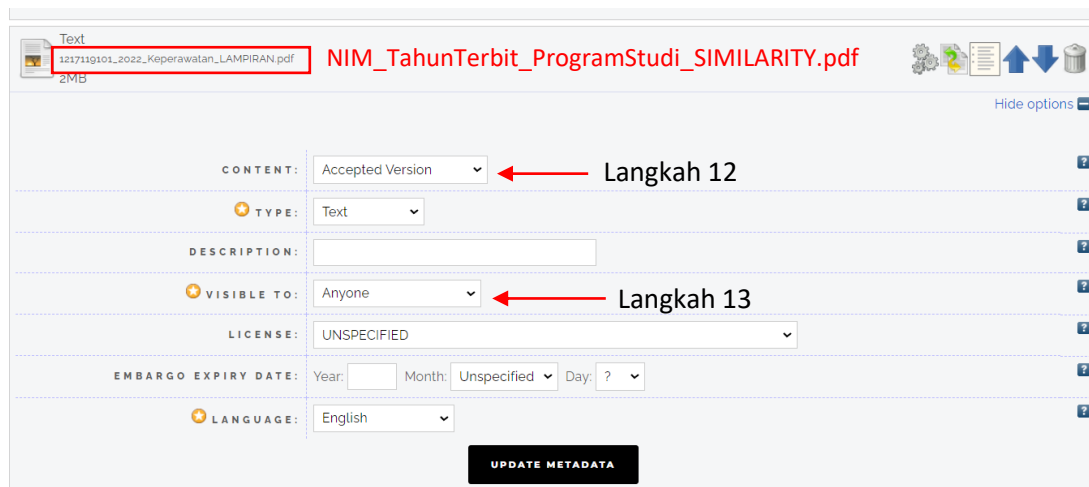 Text
1217119101_2022_Keperawatan_LAMPIRAN.pdf NIM_TahunTerbit_ProgramStudi_SIMILARITY.pdf
2MB
Hide options
CONTENT: Accepted Version Langkah 12
TYPE: Text
DESCRIPTION:
VISIBLE TO: Anyone Langkah 13
LICENSE: UNSPECIFIED
EMBARGO EXPIRY DATE: Year: Month: Unspecified Day: ?
LANGUAGE: English
UPDATE METADATA